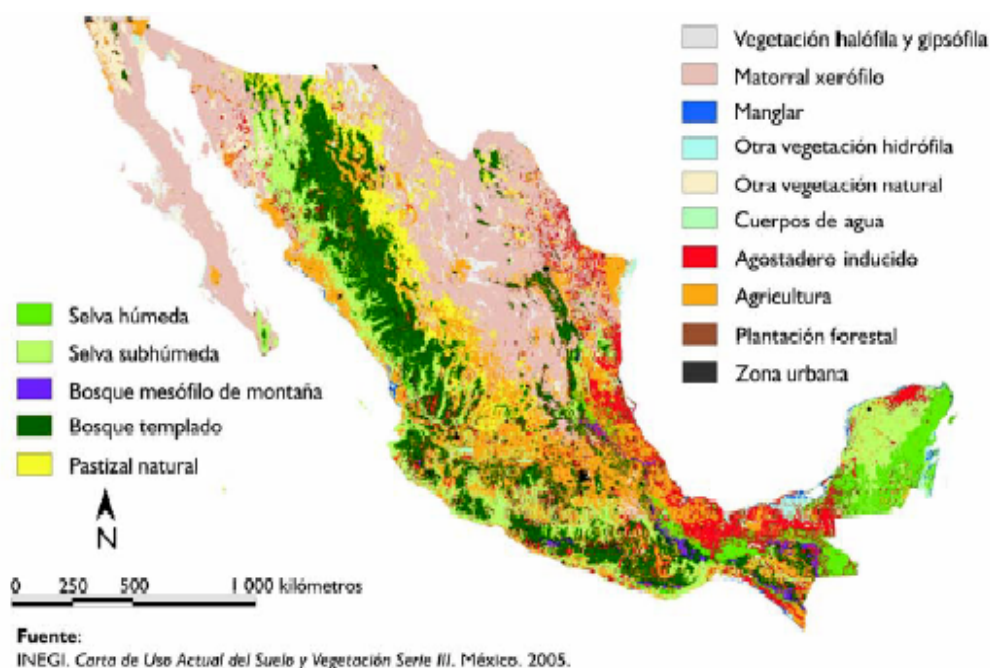 Vegetación halófila y gipsófila
Matorral xeirófilo
Manglar
Otra vegetación hidrófila
Otra vegetación natural
Cuerpos de agua
Agostadero inducido
Agricultura
Plantación forestal
Zona urbana
Selva húmeda
Selva subhúmeda
Bosque mesófilo de montaña
Bosque templado
Pastizal natural
N
0 250 500 1 000 kilómetros
Fuente:
INEGI. Carta de Uso Actual del Suelo y Vegetación Serie III. México. 2005.